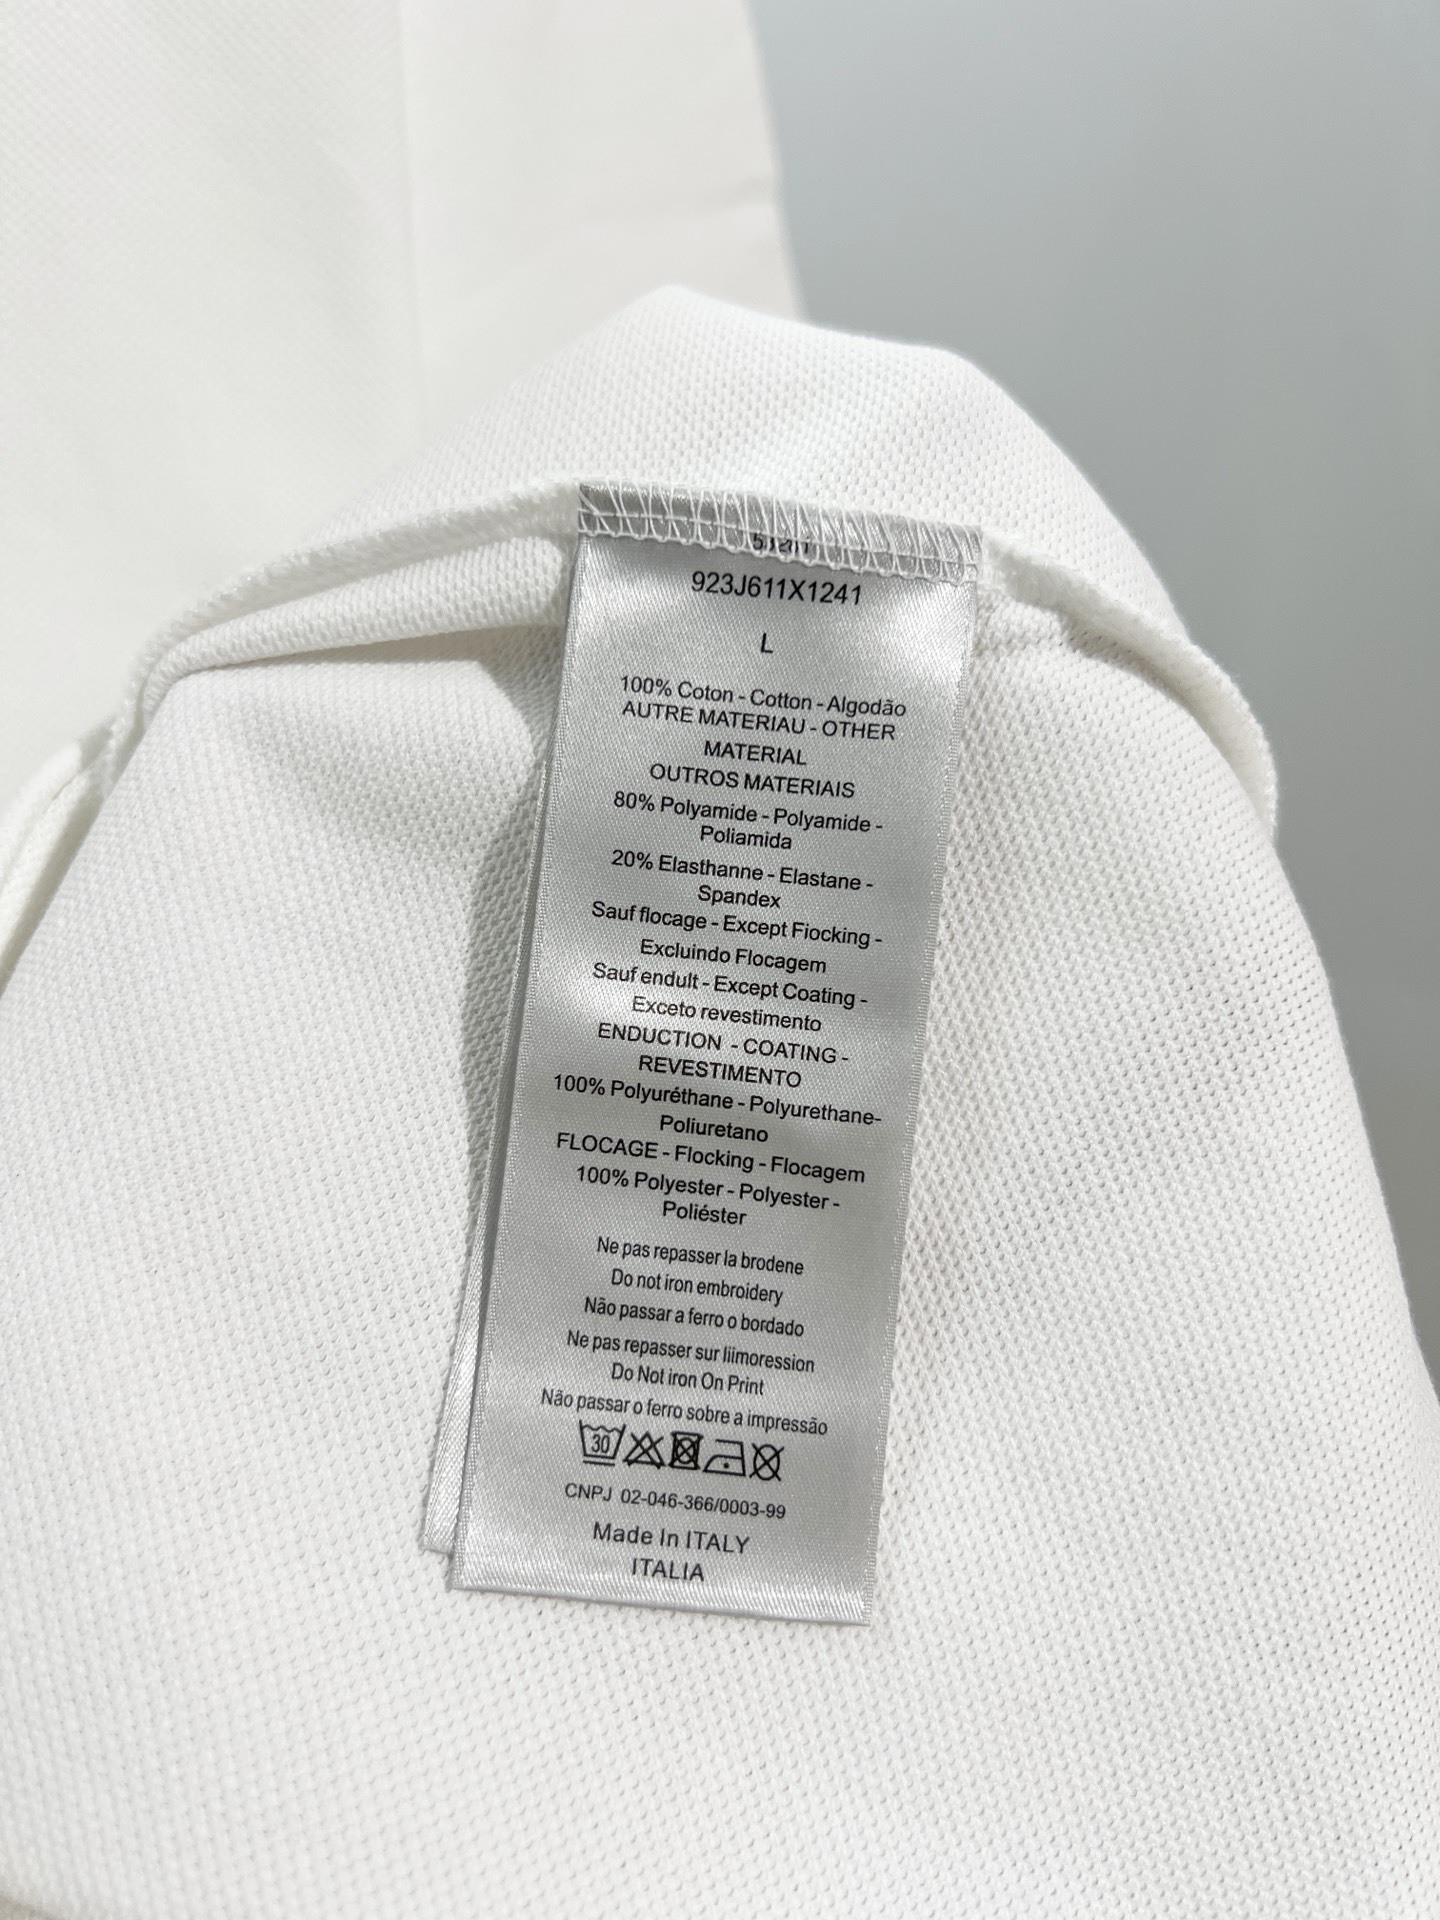 923J611X1241
L
100% Coton - Cotton - Algodão
AUTRE MATERIAU - OTHER
MATERIAL
OUTROS MATERIAIS
80% Polyamide - Polyamide -
Poliamida
20% Elasthanne - Elastane -
Spandex
Sauf flocage - Except Fiocking -
Excluindo Flocagem
Sauf endult - Except Coating -
Exceto revestimento
ENDUCTION - COATING -
REVESTIMENTO
100% Polyuréthane - Polyurethane-
Poliuretano
FLOCAGE - Flocking - Flocagem
100% Polyester - Polyester -
Poliéster
Ne pas repasser la brodene
Do not iron embroidery
Não passar a ferro o bordado
Ne pas repasser sur liimoression
Do Not iron On Print
Não passar o ferro sobre a impressão
30
CNPJ 02-046-366/0003-99
Made In ITALY
ITALIA